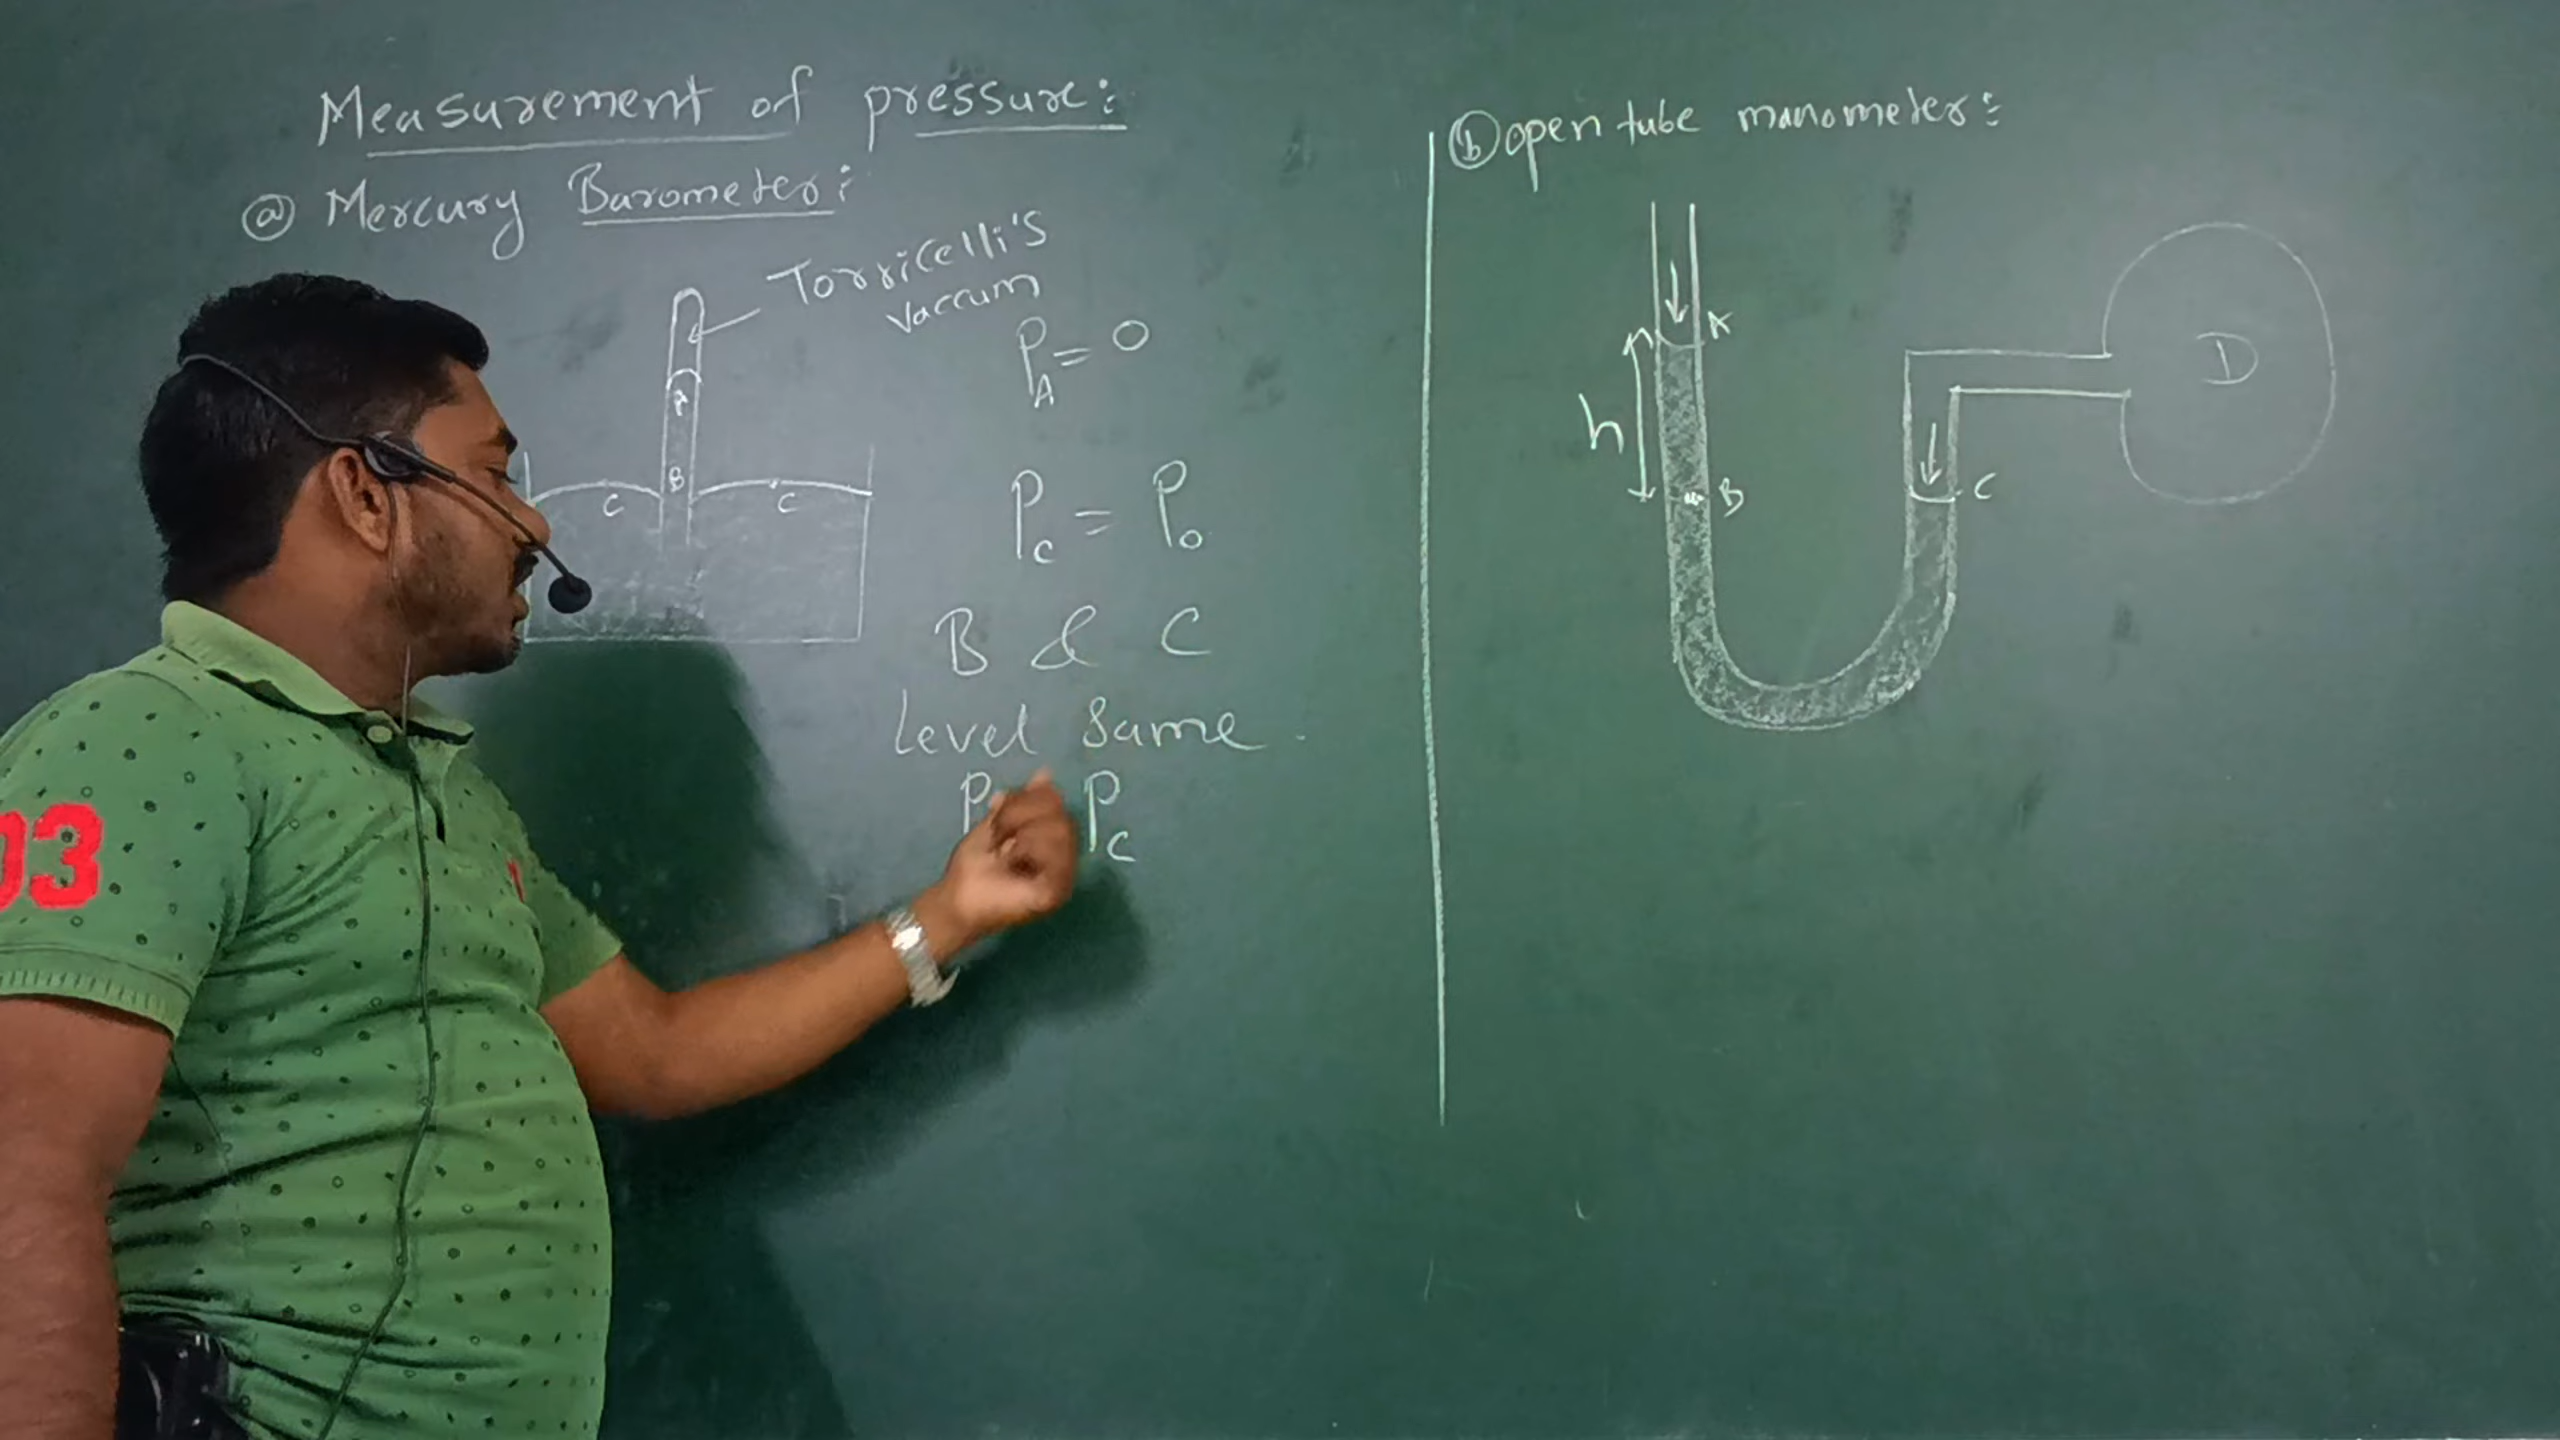 Measurement of pressure:
ⓐ Mercury Barometer:
Torricelli's
Vaccum
A
B
C
C
P_A = 0
P_C = P_0
B & C
Level Same
P P_C
ⓑ open tube manometer:
A
h
B
C
D
03